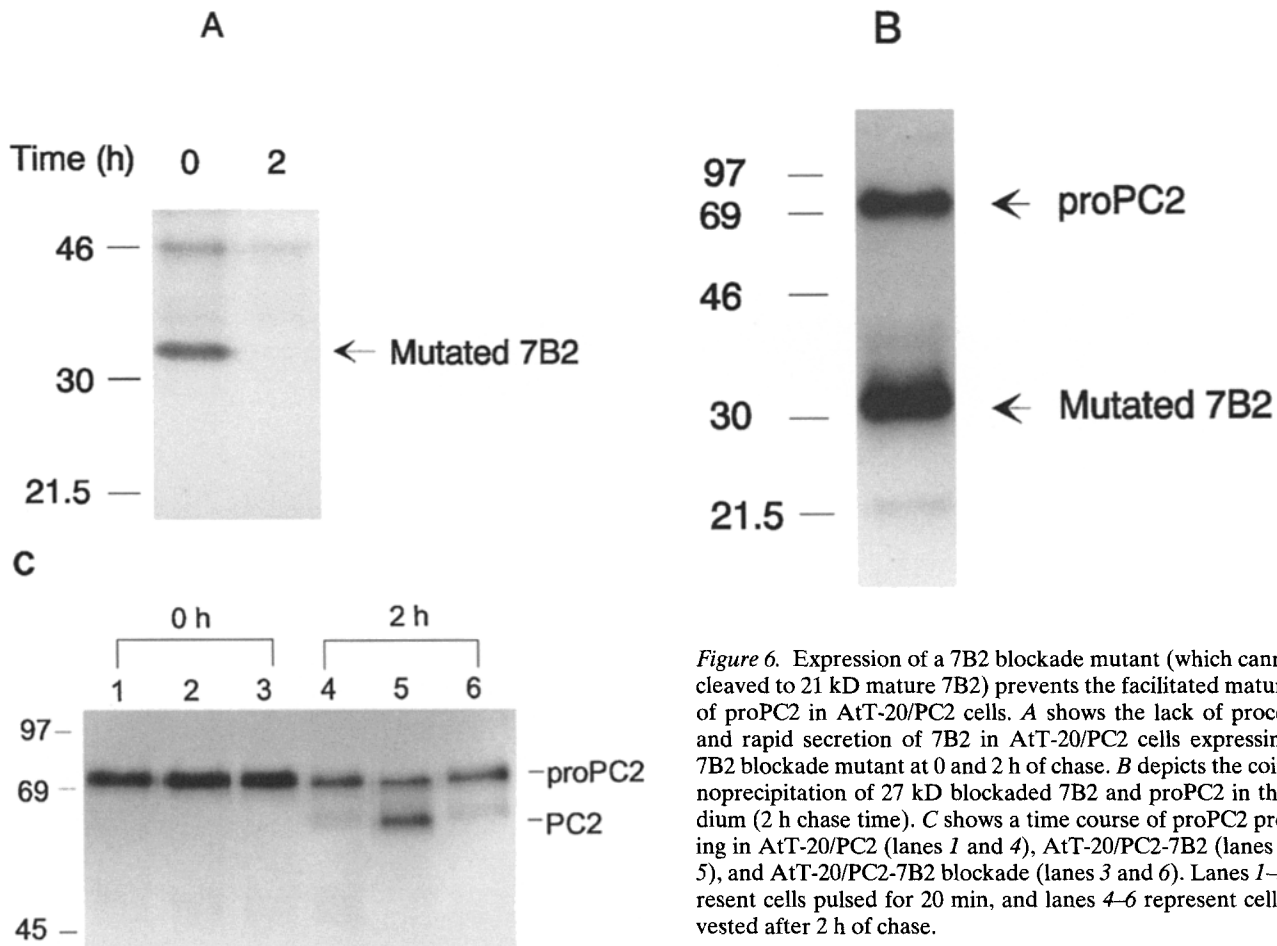 A
Time (h) 0 2
46
Mutated 7B2
30
21.5
B
97
proPC2
69
46
30
Mutated 7B2
21.5
C
0 h 2 h
1 2 3 4 5 6
97
proPC2
69
PC2
45
Figure 6. Expression of a 7B2 blockade mutant (which cann
cleaved to 21 kD mature 7B2) prevents the facilitated matur
of proPC2 in AtT-20/PC2 cells. A shows the lack of proce
and rapid secretion of 7B2 in AtT-20/PC2 cells expressin
7B2 blockade mutant at 0 and 2 h of chase. B depicts the coi
noprecipitation of 27 kD blockaded 7B2 and proPC2 in the
dium (2 h chase time). C shows a time course of proPC2 pro
ing in AtT-20/PC2 (lanes 1 and 4), AtT-20/PC2-7B2 (lanes
5), and AtT-20/PC2-7B2 blockade (lanes 3 and 6). Lanes 1–
resent cells pulsed for 20 min, and lanes 4–6 represent cell
vested after 2 h of chase.